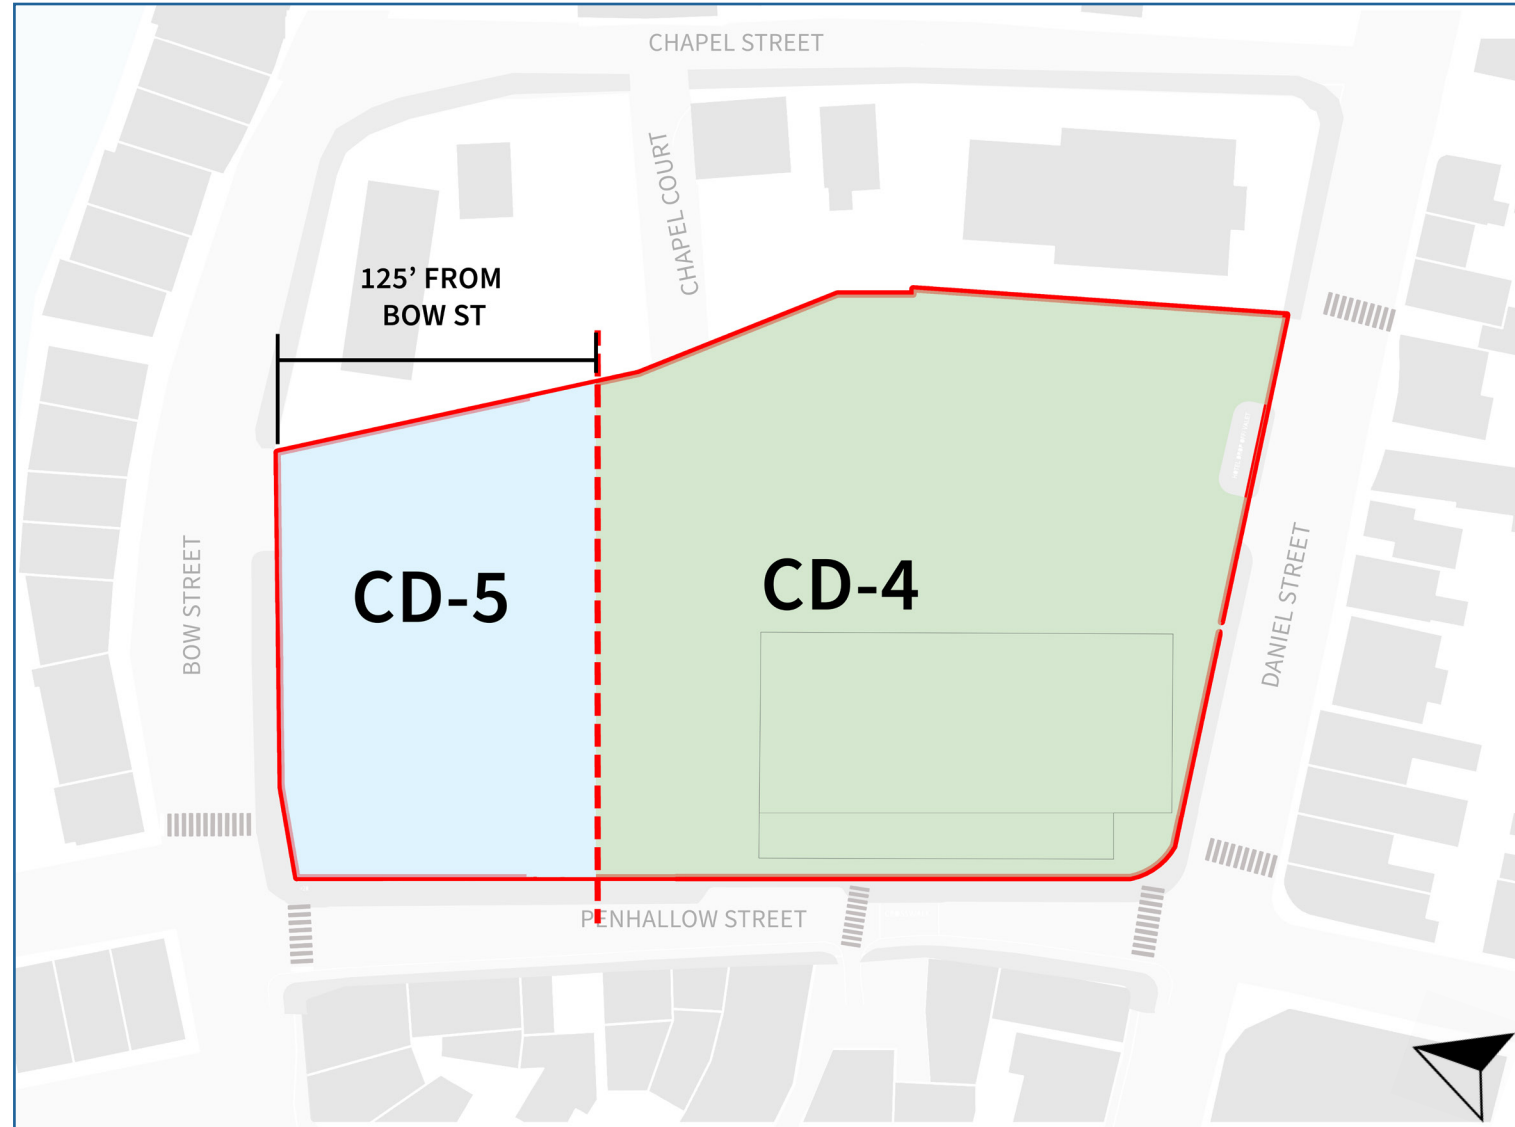 CHAPEL STREET
CHAPEL COURT
125’ FROM
BOW ST
CD-5
CD-4
BOW STREET
DANIEL STREET
PENHALLOW STREET